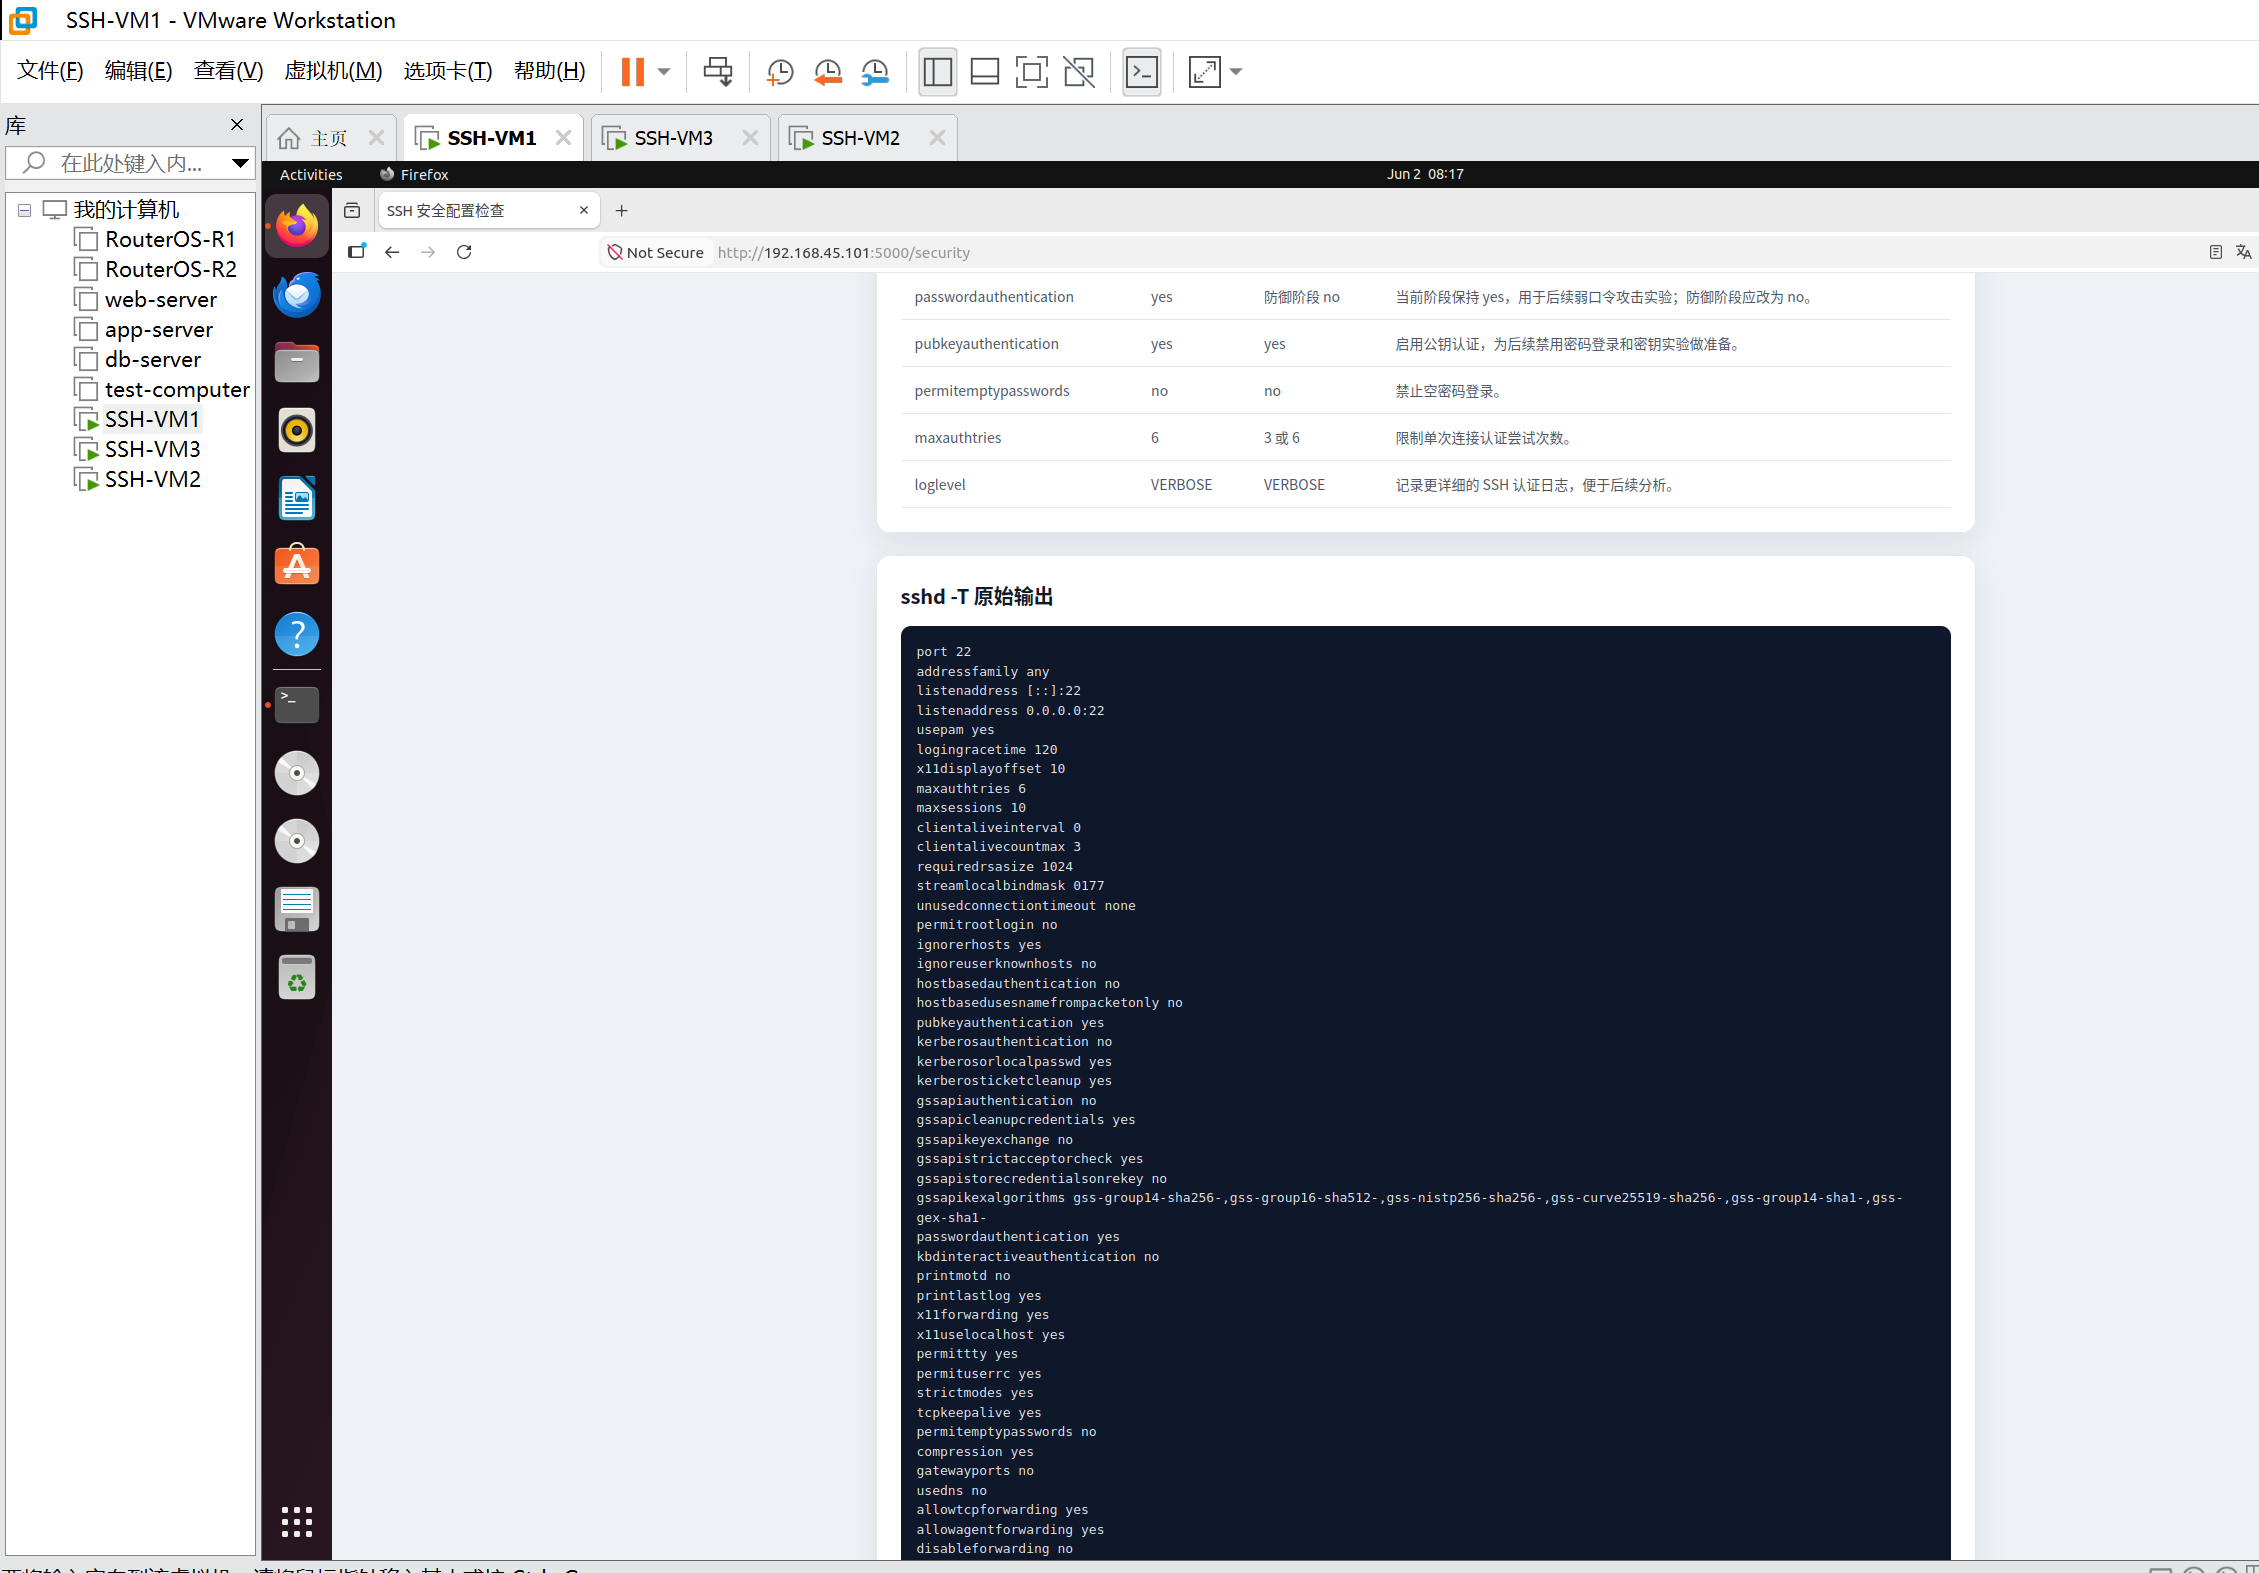 SSH-VM1 - VMware Workstation
文件(F) 编辑(E) 查看(V) 虚拟机(M) 选项卡(T) 帮助(H)
库
在此处键入内...
我的计算机
RouterOS-R1
RouterOS-R2
web-server
app-server
db-server
test-computer
SSH-VM1
SSH-VM3
SSH-VM2
主页 SSH-VM1 SSH-VM3 SSH-VM2
Activities Firefox Jun 2 08:17
SSH 安全配置检查
Not Secure http://192.168.45.101:5000/security
passwordauthentication yes 防御阶段 no 当前阶段保持 yes，用于后续弱口令攻击实验；防御阶段应改为 no。
pubkeyauthentication yes yes 启用公钥认证，为后续禁用密码登录和密钥实验做准备。
permitemptypasswords no no 禁止空密码登录。
maxauthtries 6 3 或 6 限制单次连接认证尝试次数。
loglevel VERBOSE VERBOSE 记录更详细的 SSH 认证日志，便于后续分析。
sshd -T 原始输出
port 22
addressfamily any
listenaddress [::]:22
listenaddress 0.0.0.0:22
usepam yes
logingracetime 120
x11displayoffset 10
maxauthtries 6
maxsessions 10
clientaliveinterval 0
clientalivecountmax 3
requiredrsasize 1024
streamlocalbindmask 0177
unusedconnectiontimeout none
permitrootlogin no
ignorerhosts yes
ignoreuserknownhosts no
hostbasedauthentication no
hostbasedusesnamefrompacketonly no
pubkeyauthentication yes
kerberosauthentication no
kerberosorlocalpasswd yes
kerberosticketcleanup yes
gssapiauthentication no
gssapicleanupcredentials yes
gssapikeyexchange no
gssapistrictacceptorcheck yes
gssapistorecredentialsonrekey no
gssapikexalgorithms gss-group14-sha256-,gss-group16-sha512-,gss-nistp256-sha256-,gss-curve25519-sha256-,gss-group14-sha1-,gss-
gex-sha1-
passwordauthentication yes
kbdinteractiveauthentication no
printmotd no
printlastlog yes
x11forwarding yes
x11uselocalhost yes
permittty yes
permituserrc yes
strictmodes yes
tcpkeepalive yes
permitemptypasswords no
compression yes
gatewayports no
usedns no
allowtcpforwarding yes
allowagentforwarding yes
disableforwarding no